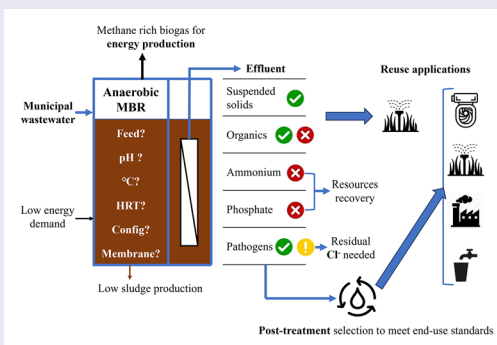 Methane rich biogas for
energy production
Anaerobic
MBR
Municipal
wastewater
Feed?
pH ?
°C?
HRT?
Config?
Membrane?
Low energy
demand
Low sludge production
Effluent
Suspended
solids
Organics
Ammonium
Phosphate
Pathogens
Resources
recovery
Residual
Cl- needed
Reuse applications
Post-treatment selection to meet end-use standards